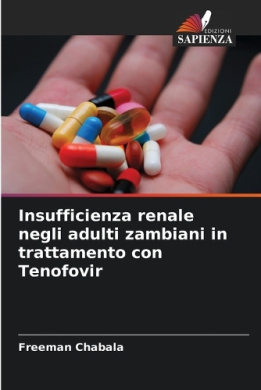 EDIZIONI
SAPIENZA
Insufficienza renale
negli adulti zambiani in
trattamento con
Tenofovir
Freeman Chabala